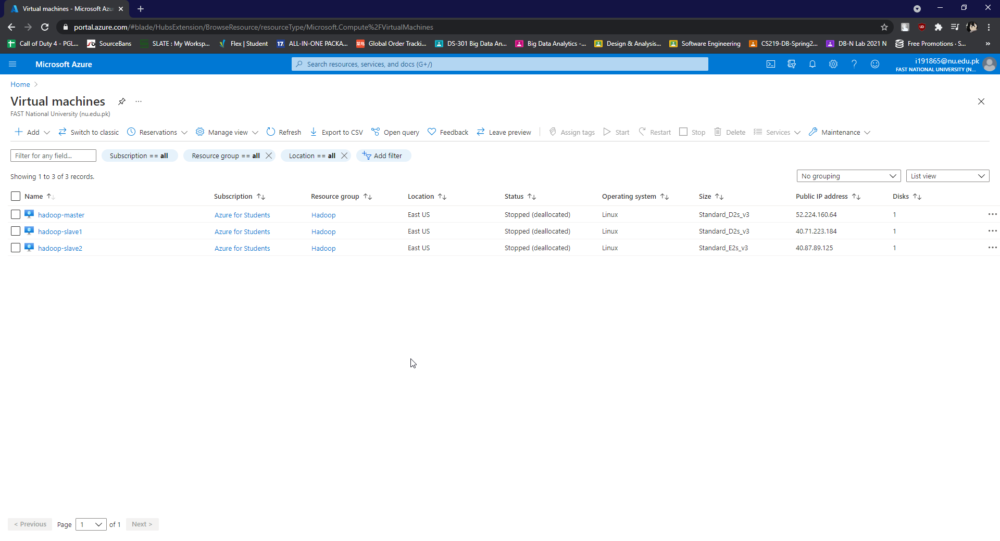 Virtual machines - Microsoft Azu
portal.azure.com/#blade/HubsExtension/BrowseResource/resourceType/Microsoft.Compute%2FVirtualMachines
Call of Duty 4 - PGL... SourceBans SLATE : My Worksp... Flex | Student 17 ALL-IN-ONE PACKA... Global Order Tracki... DS-301 Big Data An... Big Data Analytics -... Design & Analysis... Software Engineering CS219-DB-Spring2... DB-N Lab 2021 N Free Promotions · S... »
Microsoft Azure Search resources, services, and docs (G+/) i191865@nu.edu.pk
FAST NATIONAL UNIVERSITY (N...
Home >
Virtual machines ...
FAST National University (nu.edu.pk)
Add Switch to classic Reservations Manage view Refresh Export to CSV Open query Feedback Leave preview Assign tags Start Restart Stop Delete Services Maintenance
Filter for any field... Subscription == all Resource group == all Location == all Add filter
Showing 1 to 3 of 3 records. No grouping List view
Name Subscription Resource group Location Status Operating system Size Public IP address Disks
hadoop-master Azure for Students Hadoop East US Stopped (deallocated) Linux Standard_D2s_v3 52.224.160.64 1
hadoop-slave1 Azure for Students Hadoop East US Stopped (deallocated) Linux Standard_D2s_v3 40.71.223.184 1
hadoop-slave2 Azure for Students Hadoop East US Stopped (deallocated) Linux Standard_E2s_v3 40.87.89.125 1
< Previous Page 1 of 1 Next >